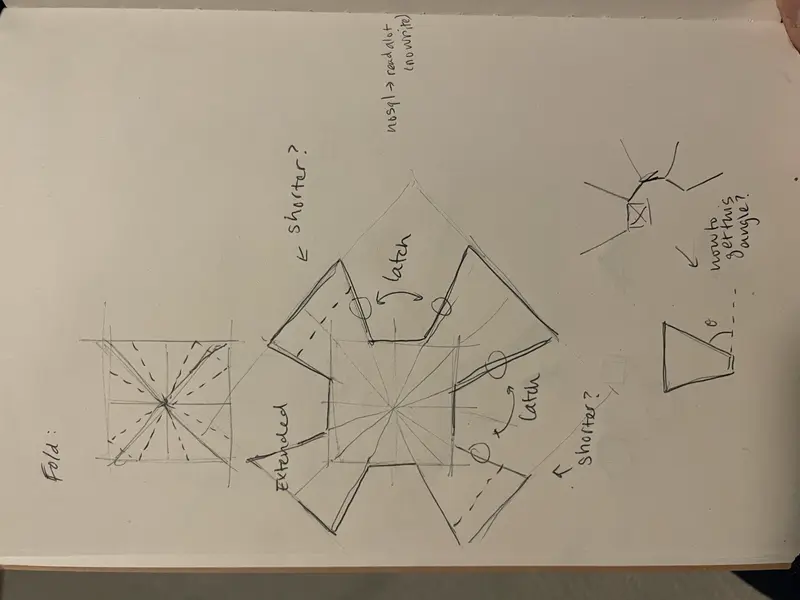 Fold:
nosql → read alot
(no write)
← shorter?
latch
Extended
latch
← shorter?
how to
get this
angle?
θ